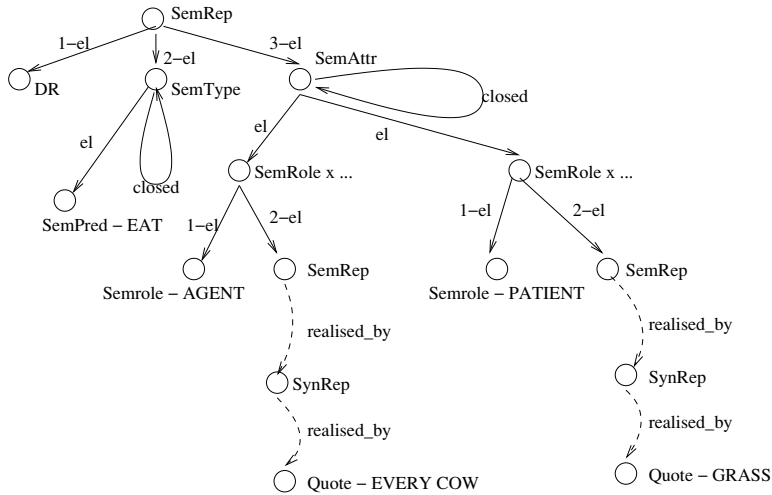 SemRep
1-el
2-el
3-el
SemAttr
DR
SemType
closed
el
el
el
closed
SemRole x ...
SemRole x ...
SemPred - EAT
1-el
2-el
1-el
2-el
SemRep
SemRep
Semrole - AGENT
Semrole - PATIENT
realised_by
realised_by
SynRep
SynRep
realised_by
realised_by
Quote - EVERY COW
Quote - GRASS